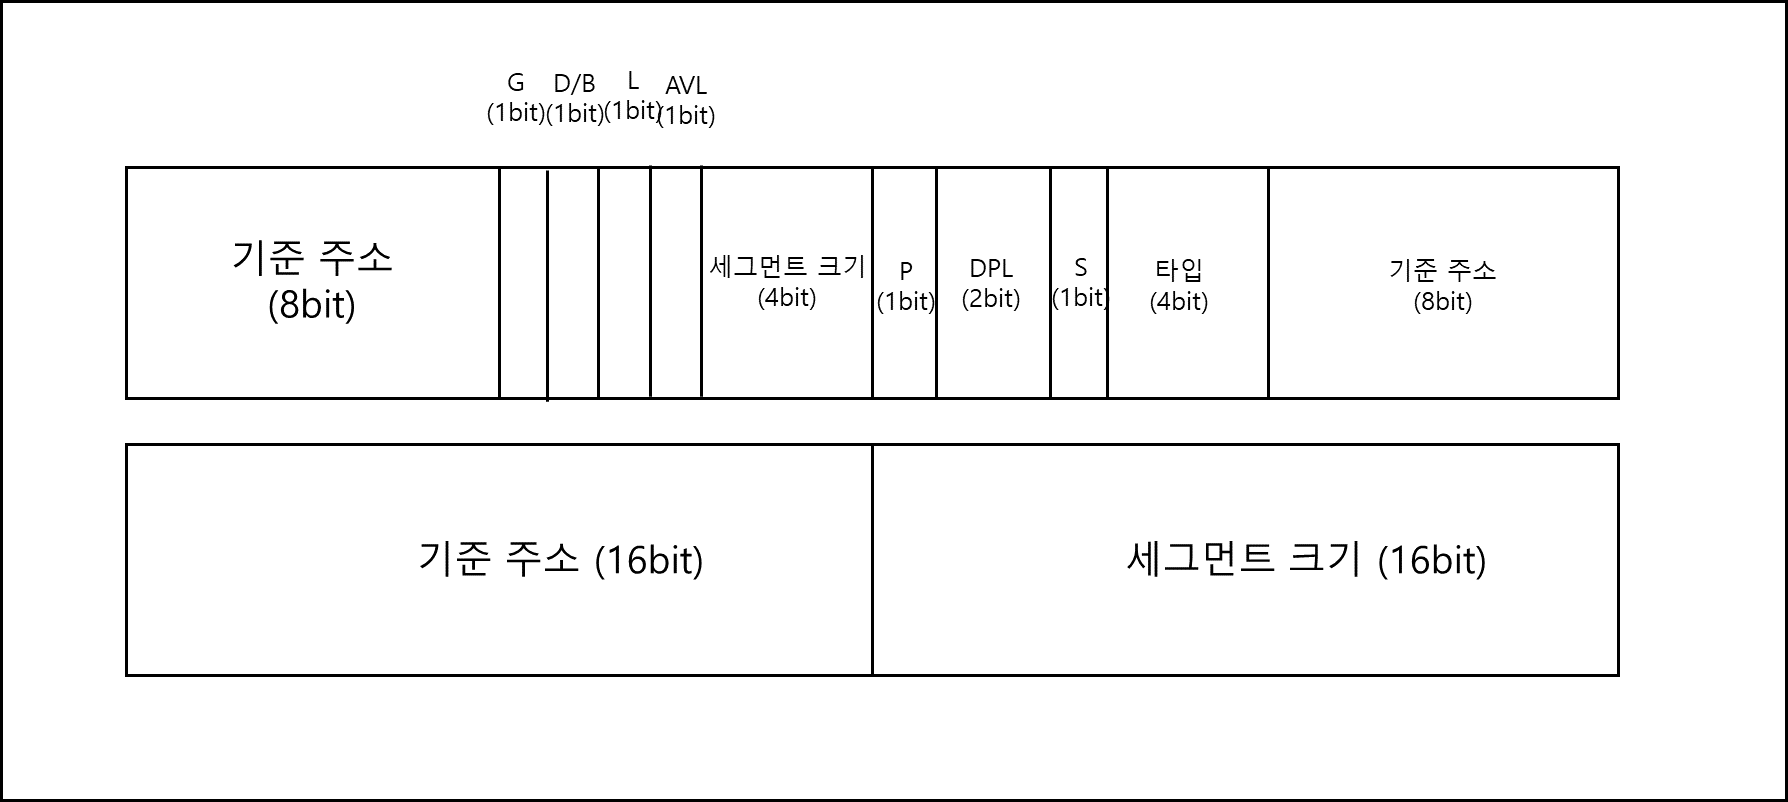 G
(1bit)
D/B
(1bit)
L
(1bit)
AVL
(1bit)
기준 주소
(8bit)
세그먼트 크기
(4bit)
P
(1bit)
DPL
(2bit)
S
(1bit)
타입
(4bit)
기준 주소
(8bit)
기준 주소 (16bit)
세그먼트 크기 (16bit)